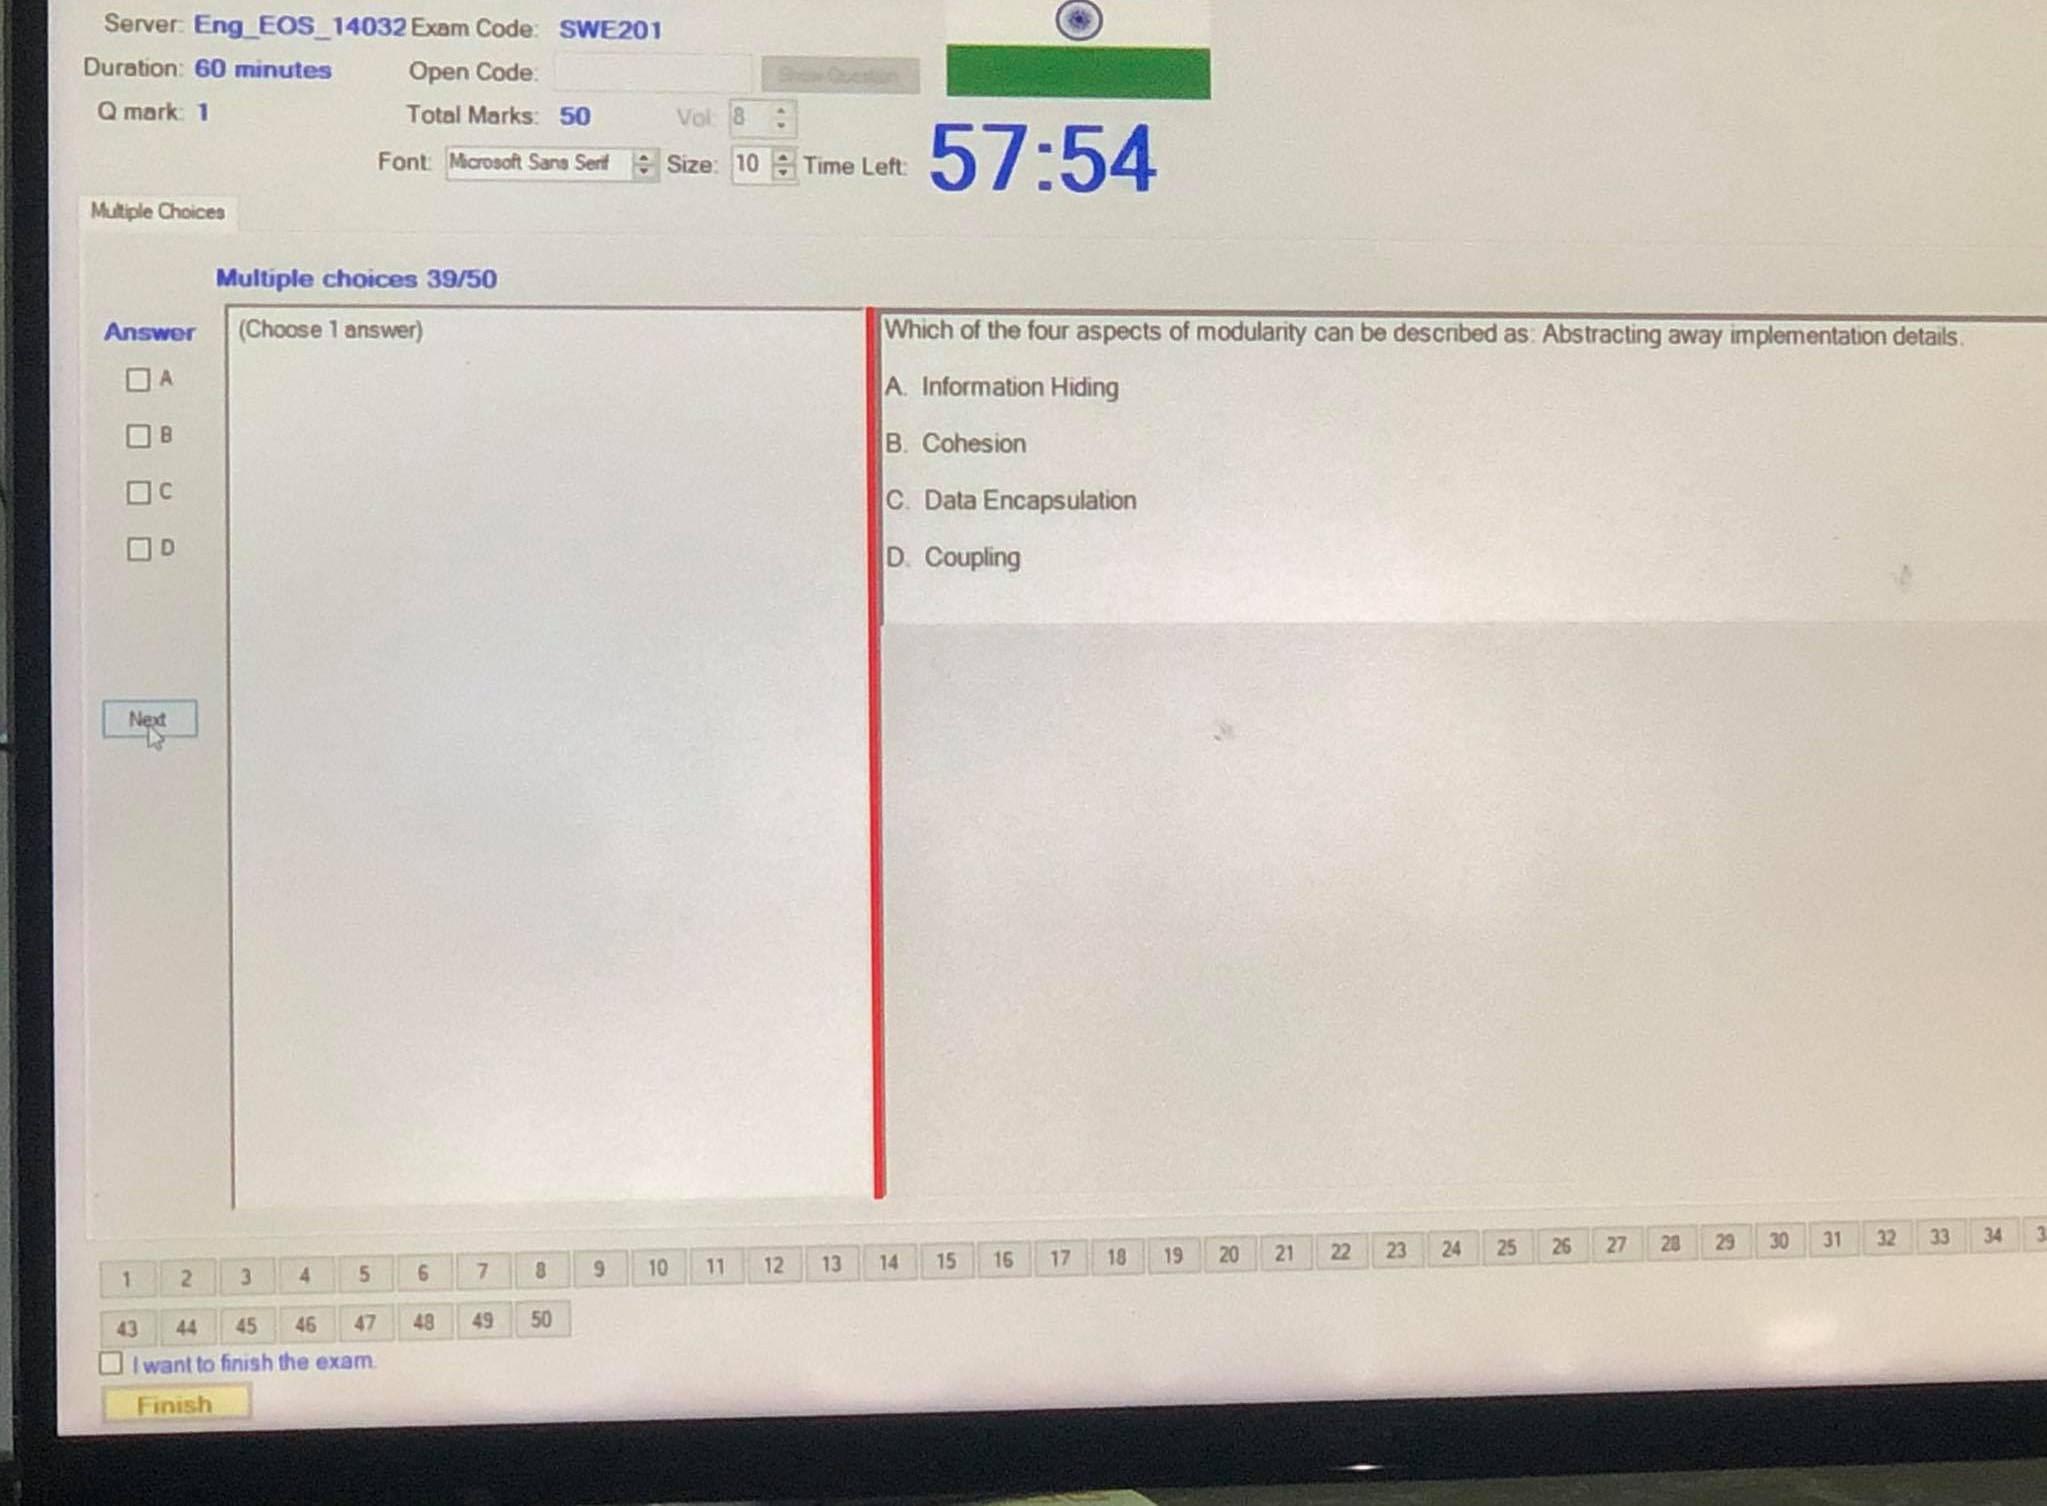 Server: Eng_EOS_14032 Exam Code: SWE201
Duration: 60 minutes Open Code: Show Question
Q mark: 1 Total Marks: 50 Vol: 8
Font: Microsoft Sans Serif Size: 10 Time Left: 57:54
Multiple Choices
Multiple choices 39/50
Answer
A
B
C
D
Next
(Choose 1 answer)
Which of the four aspects of modularity can be described as: Abstracting away implementation details.
A. Information Hiding
B. Cohesion
C. Data Encapsulation
D. Coupling
1 2 3 4 5 6 7 8 9 10 11 12 13 14 15 16 17 18 19 20 21 22 23 24 25 26 27 28 29 30 31 32 33 34
43 44 45 46 47 48 49 50
I want to finish the exam.
Finish